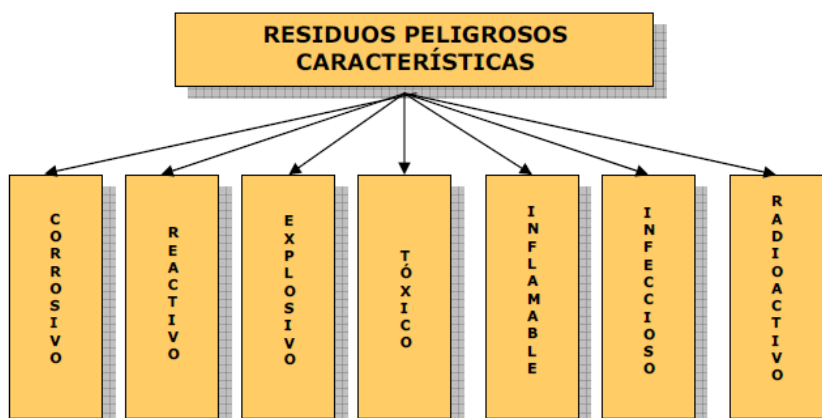 RESIDUOS PELIGROSOS
CARACTERÍSTICAS
CORROSIVO
REACTIVO
EXPLOSIVO
TÓXICO
INFLAMABLE
INFECCIOSO
RADIOACTIVO